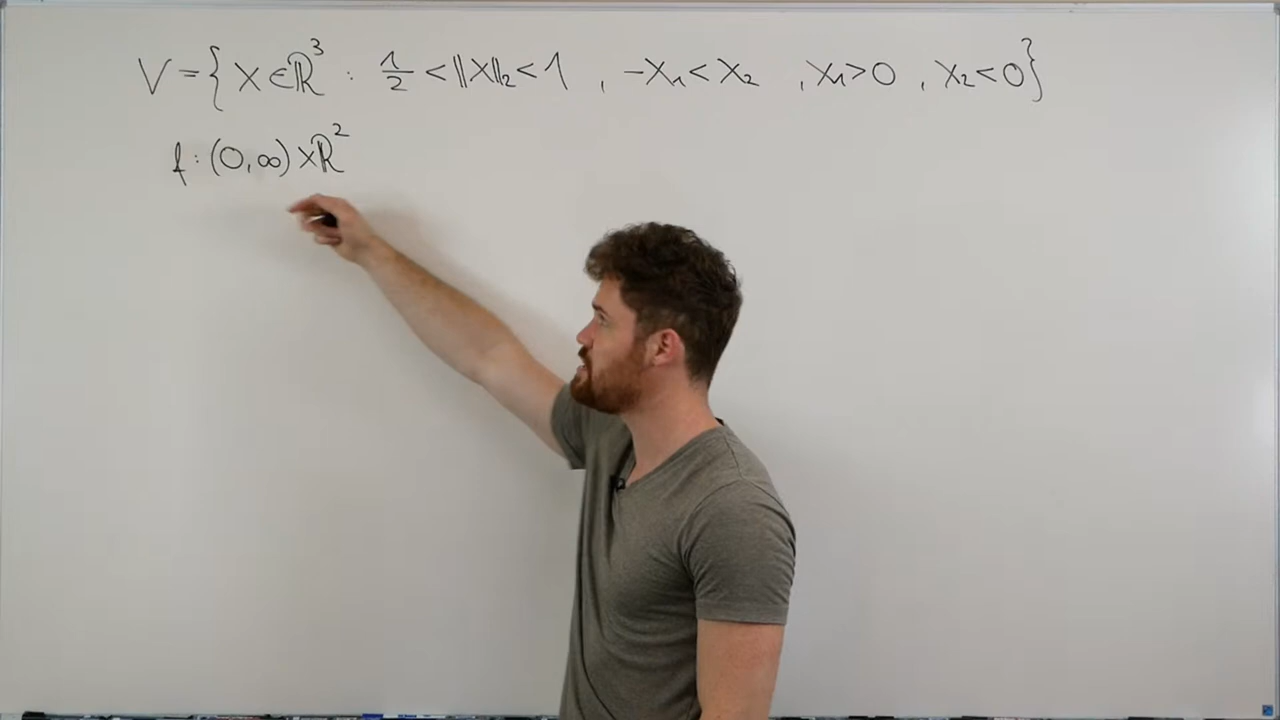 V = { x ∈ ℝ³ : 1/2 < ‖x‖₂ < 1 , -x₁ < x₂ , x₁ > 0 , x₂ < 0 }
f : (0, ∞) × ℝ²